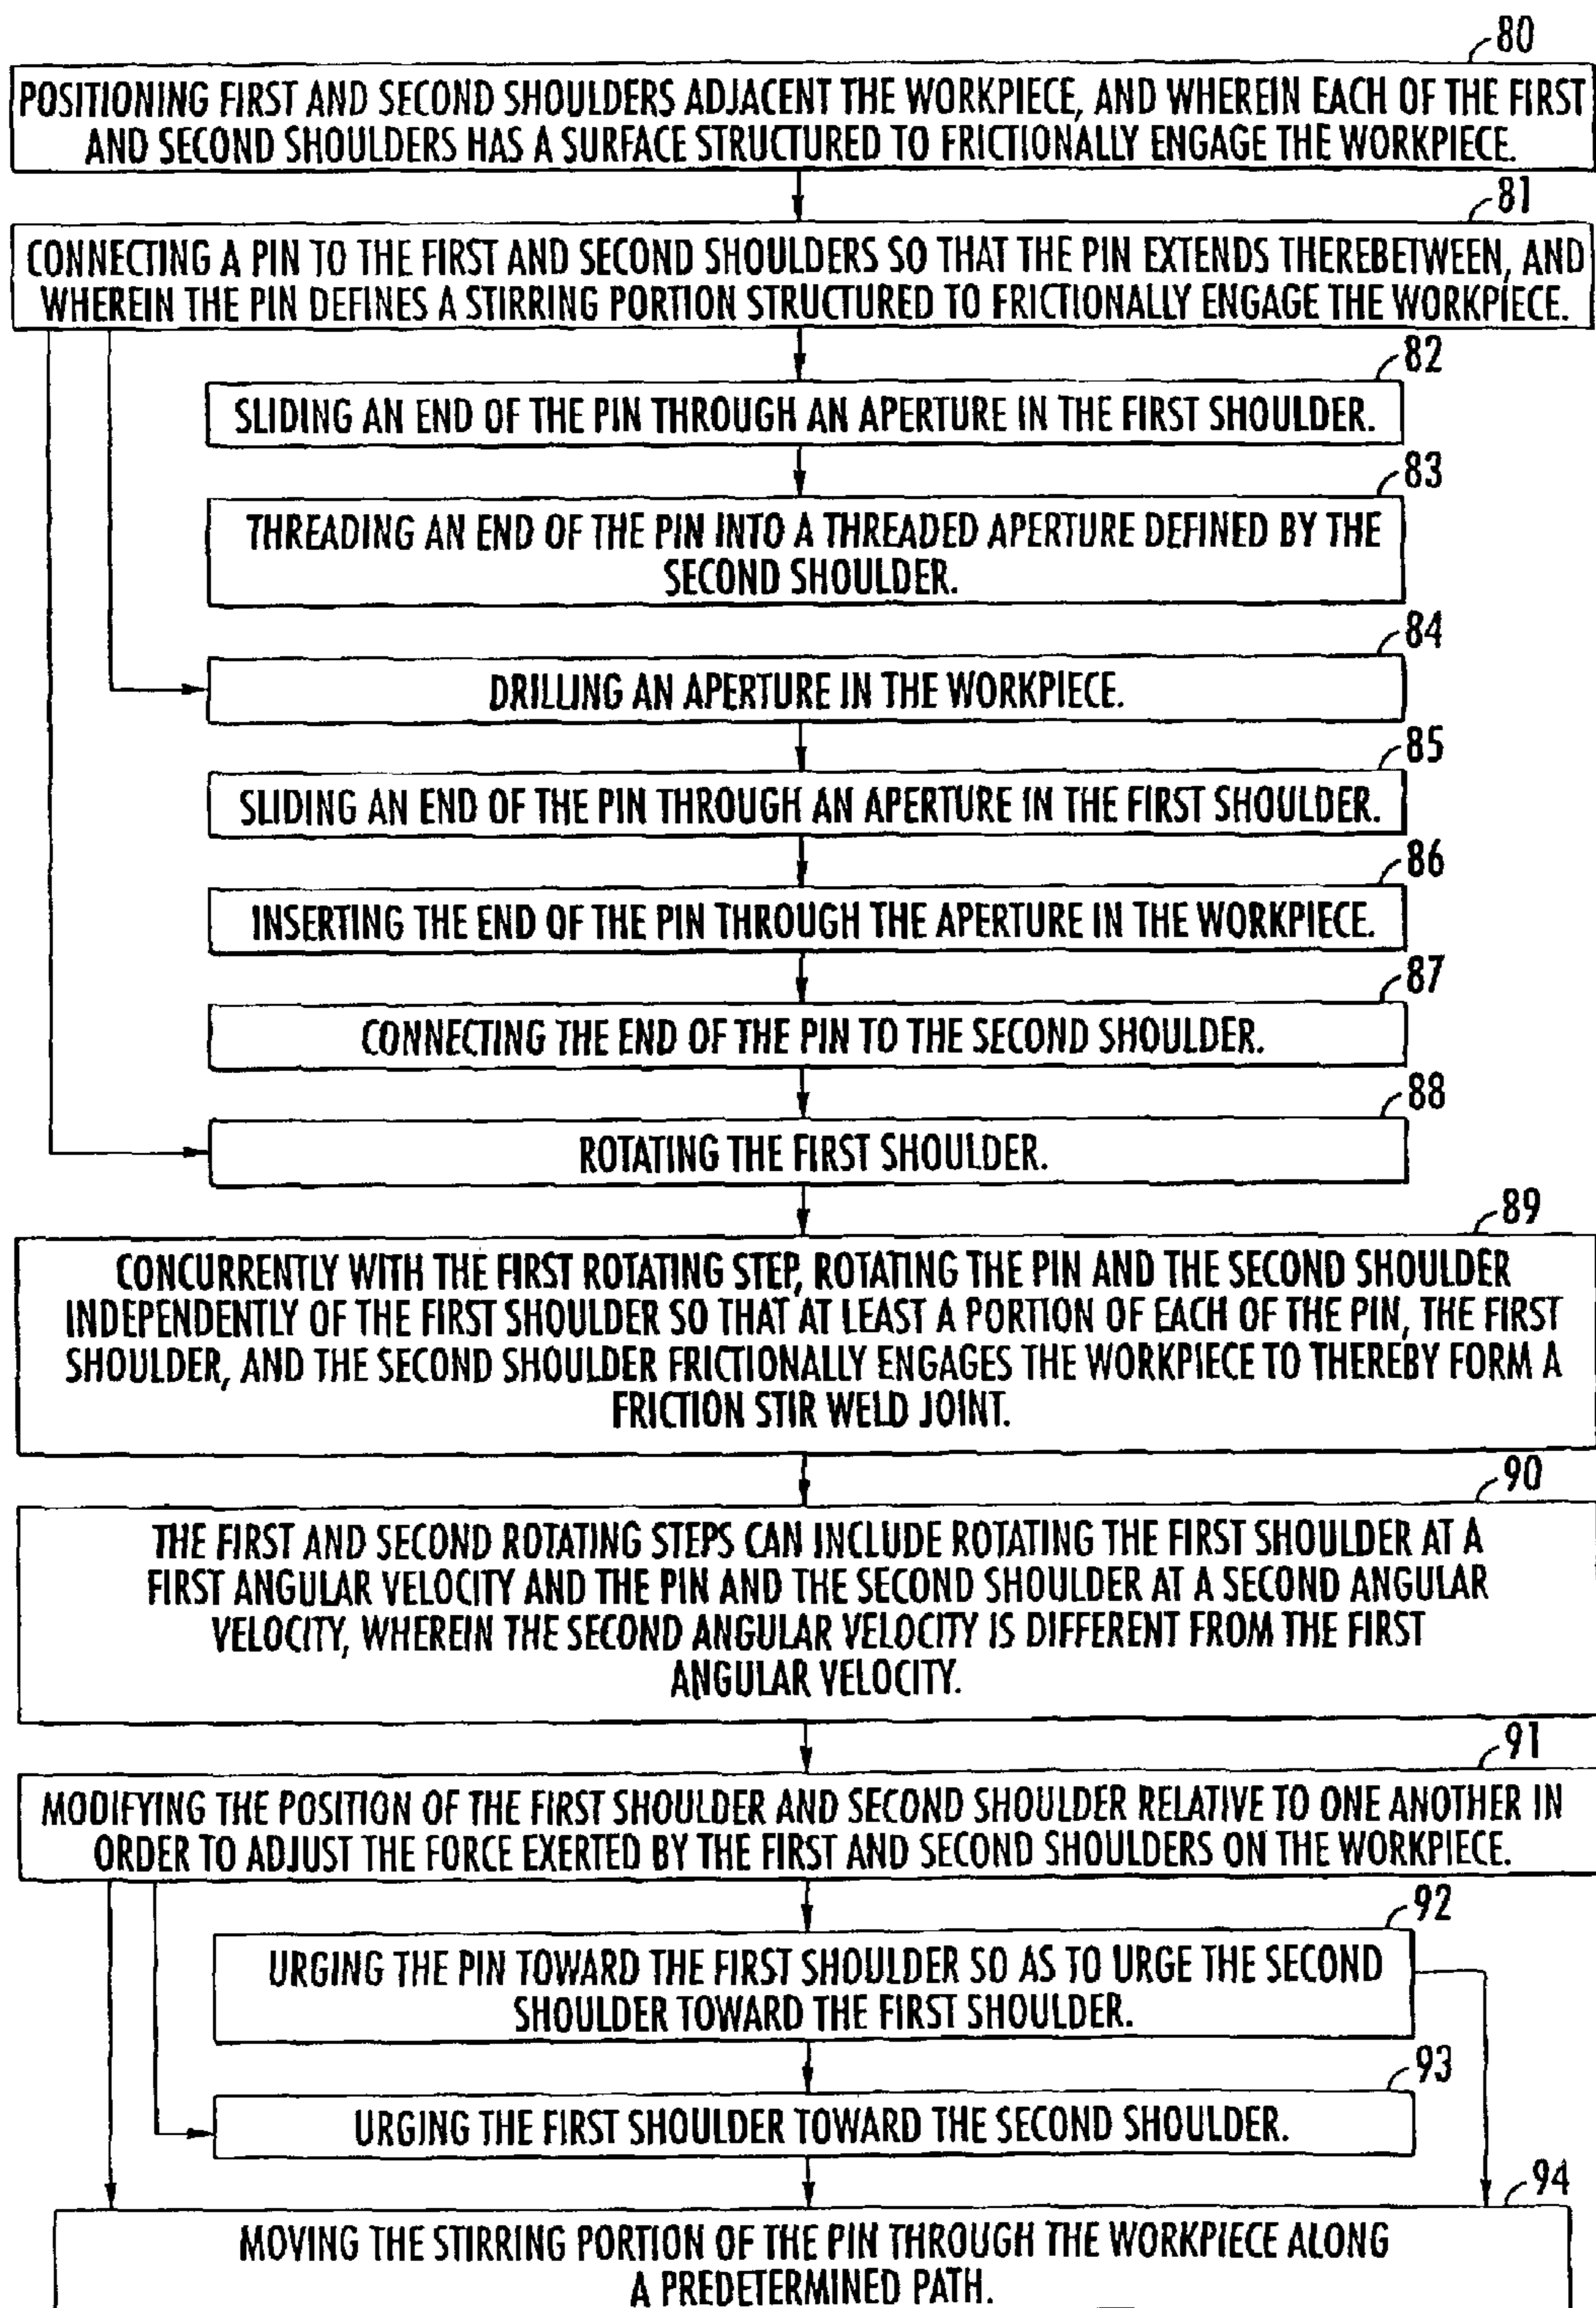 80
POSITIONING FIRST AND SECOND SHOULDERS ADJACENT THE WORKPIECE, AND WHEREIN EACH OF THE FIRST
AND SECOND SHOULDERS HAS A SURFACE STRUCTURED TO FRICTIONALLY ENGAGE THE WORKPIECE.
81
CONNECTING A PIN TO THE FIRST AND SECOND SHOULDERS SO THAT THE PIN EXTENDS THEREBETWEEN, AND
WHEREIN THE PIN DEFINES A STIRRING PORTION STRUCTURED TO FRICTIONALLY ENGAGE THE WORKPIECE.
82
SLIDING AN END OF THE PIN THROUGH AN APERTURE IN THE FIRST SHOULDER.
83
THREADING AN END OF THE PIN INTO A THREADED APERTURE DEFINED BY THE
SECOND SHOULDER.
84
DRILLING AN APERTURE IN THE WORKPIECE.
85
SLIDING AN END OF THE PIN THROUGH AN APERTURE IN THE FIRST SHOULDER.
86
INSERTING THE END OF THE PIN THROUGH THE APERTURE IN THE WORKPIECE.
87
CONNECTING THE END OF THE PIN TO THE SECOND SHOULDER.
88
ROTATING THE FIRST SHOULDER.
89
CONCURRENTLY WITH THE FIRST ROTATING STEP, ROTATING THE PIN AND THE SECOND SHOULDER
INDEPENDENTLY OF THE FIRST SHOULDER SO THAT AT LEAST A PORTION OF EACH OF THE PIN, THE FIRST
SHOULDER, AND THE SECOND SHOULDER FRICTIONALLY ENGAGES THE WORKPIECE TO THEREBY FORM A
FRICTION STIR WELD JOINT.
90
THE FIRST AND SECOND ROTATING STEPS CAN INCLUDE ROTATING THE FIRST SHOULDER AT A
FIRST ANGULAR VELOCITY AND THE PIN AND THE SECOND SHOULDER AT A SECOND ANGULAR
VELOCITY, WHEREIN THE SECOND ANGULAR VELOCITY IS DIFFERENT FROM THE FIRST
ANGULAR VELOCITY.
91
MODIFYING THE POSITION OF THE FIRST SHOULDER AND SECOND SHOULDER RELATIVE TO ONE ANOTHER IN
ORDER TO ADJUST THE FORCE EXERTED BY THE FIRST AND SECOND SHOULDERS ON THE WORKPIECE.
92
URGING THE PIN TOWARD THE FIRST SHOULDER SO AS TO URGE THE SECOND
SHOULDER TOWARD THE FIRST SHOULDER.
93
URGING THE FIRST SHOULDER TOWARD THE SECOND SHOULDER.
94
MOVING THE STIRRING PORTION OF THE PIN THROUGH THE WORKPIECE ALONG
A PREDETERMINED PATH.